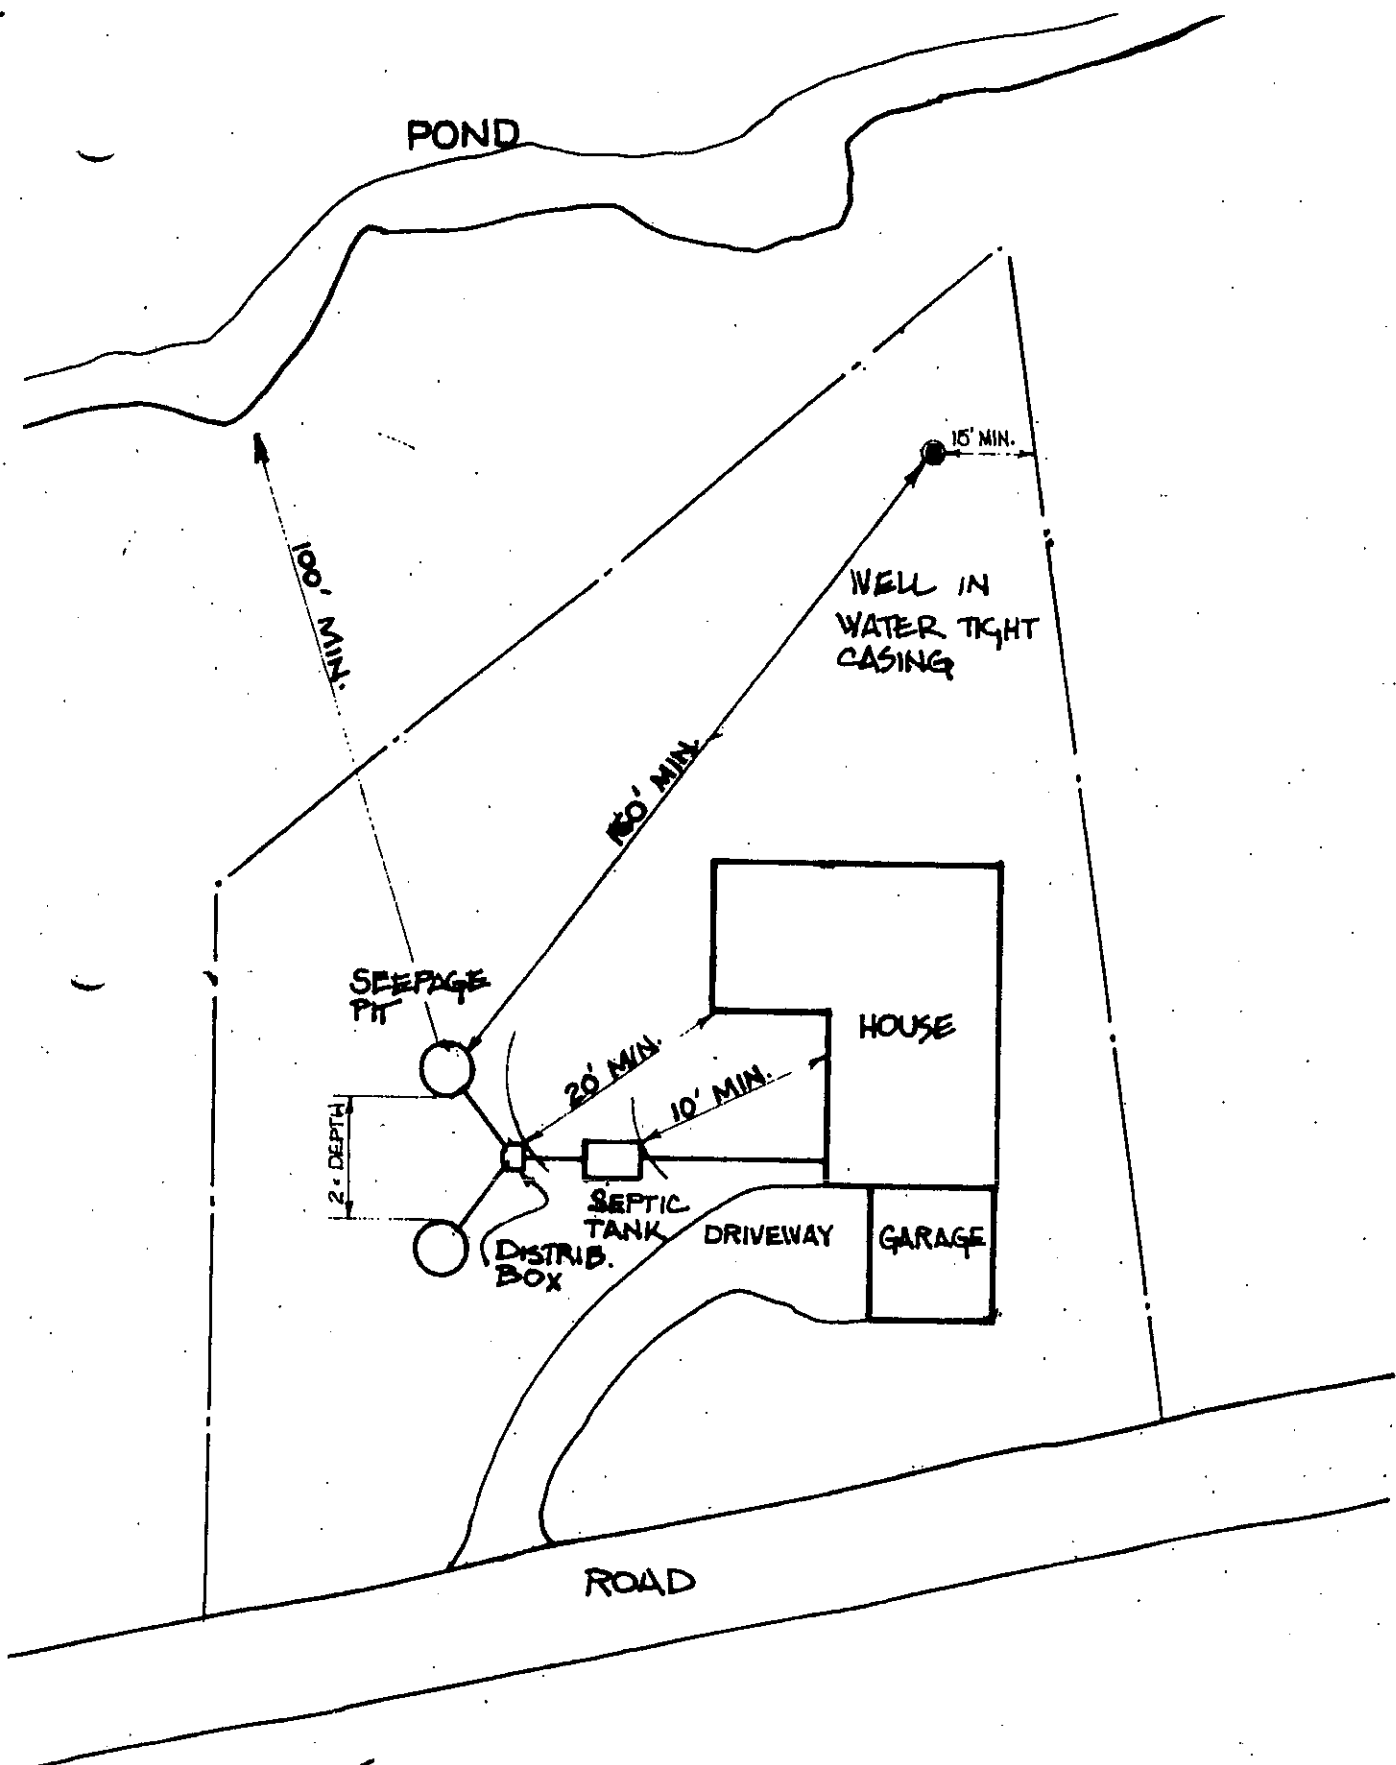 POND
15' MIN.
100' MIN.
WELL IN
WATER TIGHT
CASING
MIN.
SEEPAGE
PIT
HOUSE
20' MIN.
10' MIN.
2 × DEPTH
SEPTIC
TANK
DRIVEWAY
GARAGE
DISTRIB.
BOX
ROAD